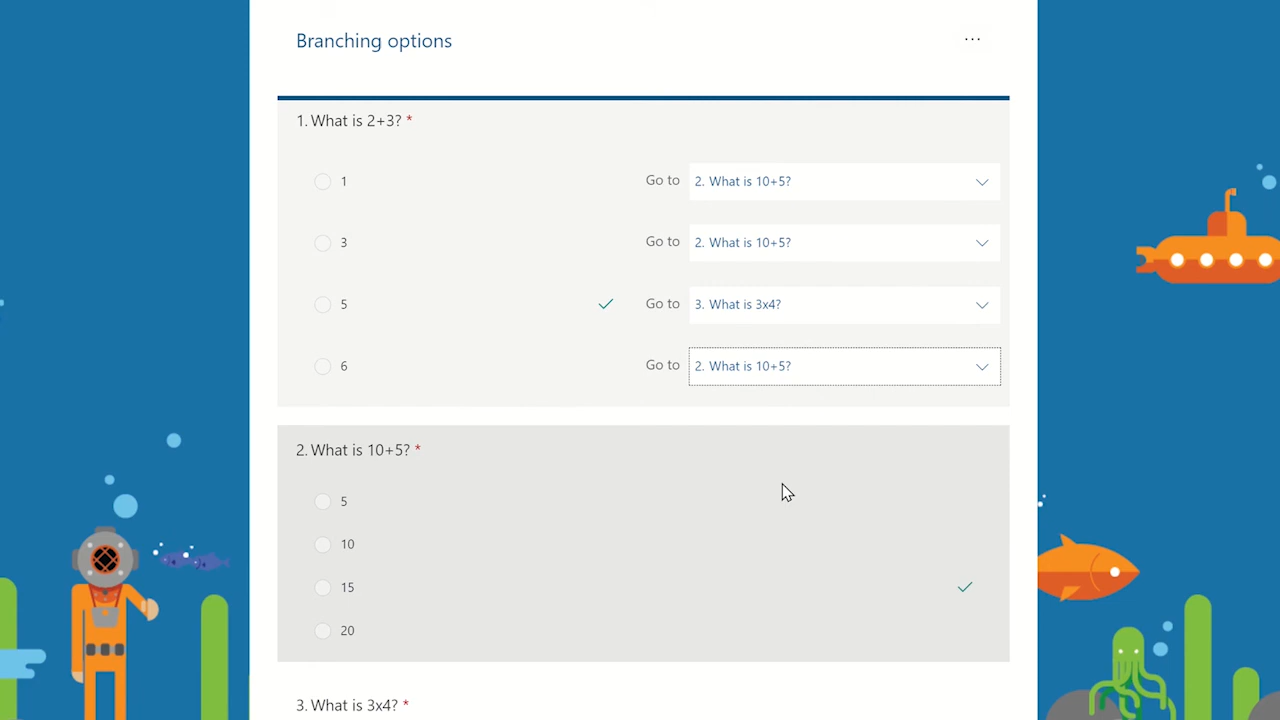 Branching options
...
1. What is 2+3? *
1 Go to 2. What is 10+5?
3 Go to 2. What is 10+5?
5 Go to 3. What is 3x4?
6 Go to 2. What is 10+5?
2. What is 10+5? *
5
10
15
20
3. What is 3x4? *